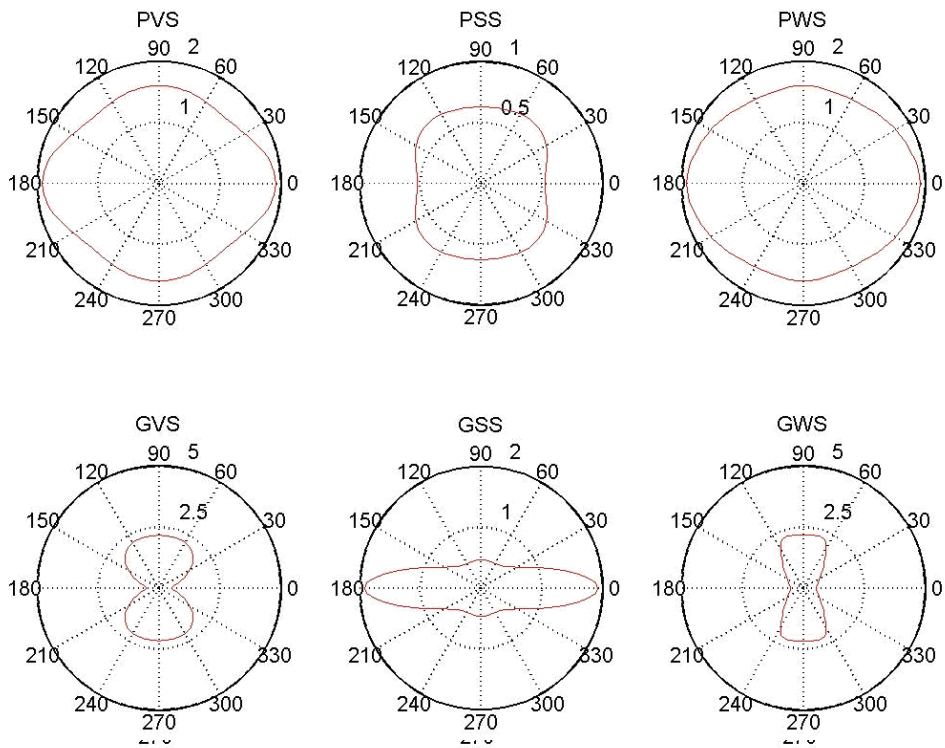 PVS PSS PWS
90 2 90 1 90 2
120 60 120 60 120 60
150 1 30 150 0.5 30 150 1 30
180 0 180 0 180 0
210 330 210 330 210 330
240 300 240 300 240 300
270 270 270
GVS GSS GWS
90 5 90 2 90 5
120 60 120 60 120 60
150 2.5 30 150 1 30 150 2.5 30
180 0 180 0 180 0
210 330 210 330 210 330
240 300 240 300 240 300
270 270 270